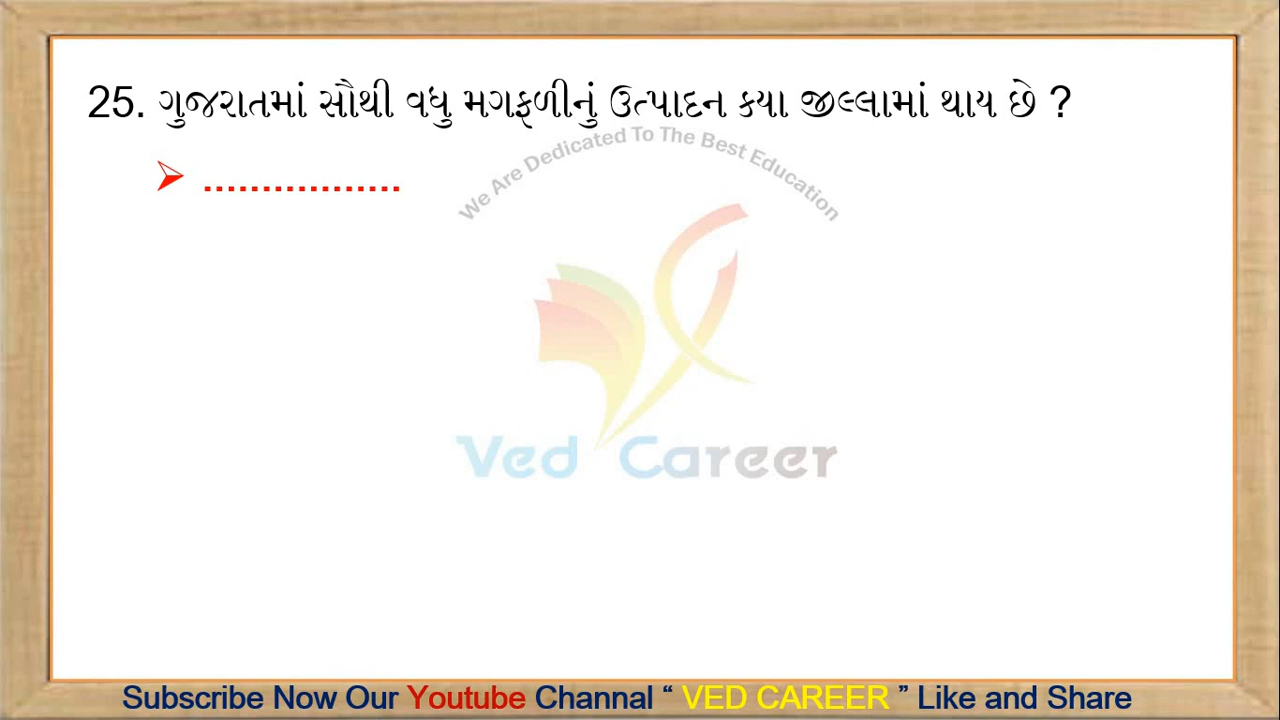 25. ગુજરાતમાં સૌથી વધુ મગફળીનું ઉત્પાદન કયા જીલ્લામાં થાય છે ?
➢ .................
We Are Dedicated To The Best Education
Ved Career
Subscribe Now Our Youtube Channal “ VED CAREER ” Like and Share